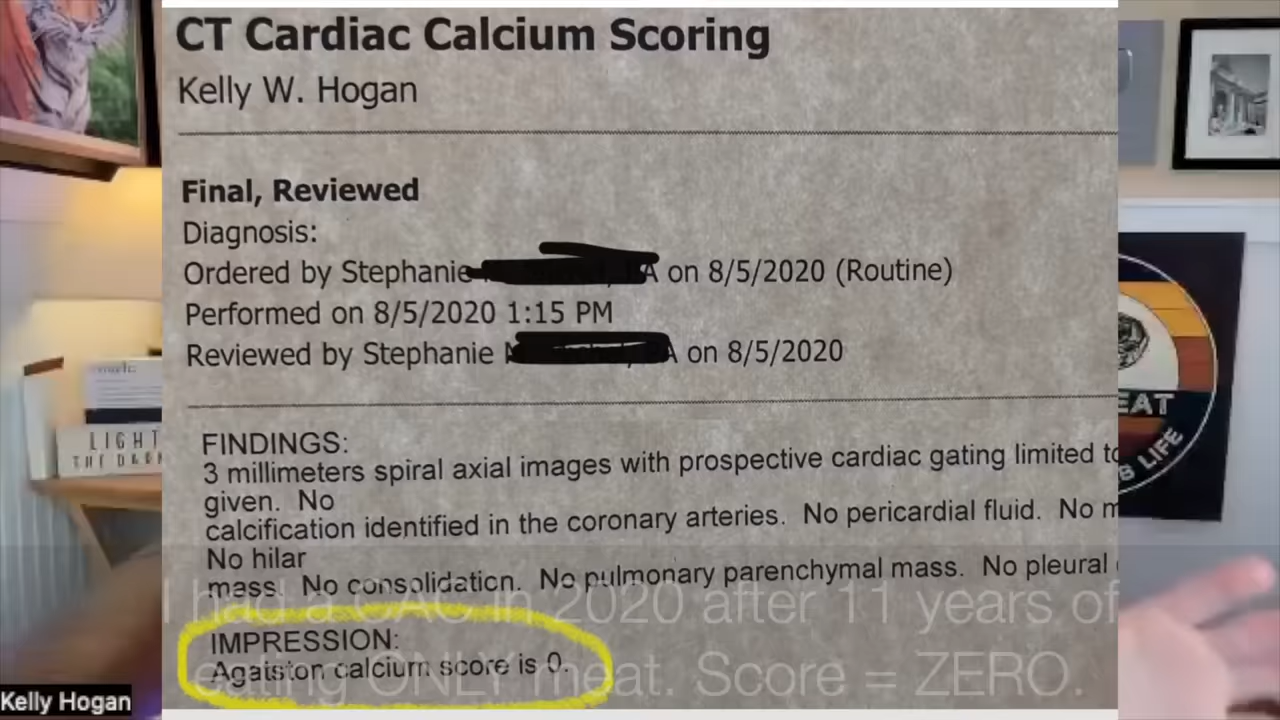 CT Cardiac Calcium Scoring
Kelly W. Hogan
Final, Reviewed
Diagnosis:
Ordered by Stephanie A on 8/5/2020 (Routine)
Performed on 8/5/2020 1:15 PM
Reviewed by Stephanie on 8/5/2020
FINDINGS:
3 millimeters spiral axial images with prospective cardiac gating limited
given. No
calcification identified in the coronary arteries. No pericardial fluid. No
No hilar
mass. No consolidation. No pulmonary parenchymal mass. No pleural
IMPRESSION:
Agatston calcium score is 0.
I had a CAC in 2020 after 11 years of
eating ONLY meat. Score = ZERO.
Kelly Hogan
LIGHT
EAT
LIFE